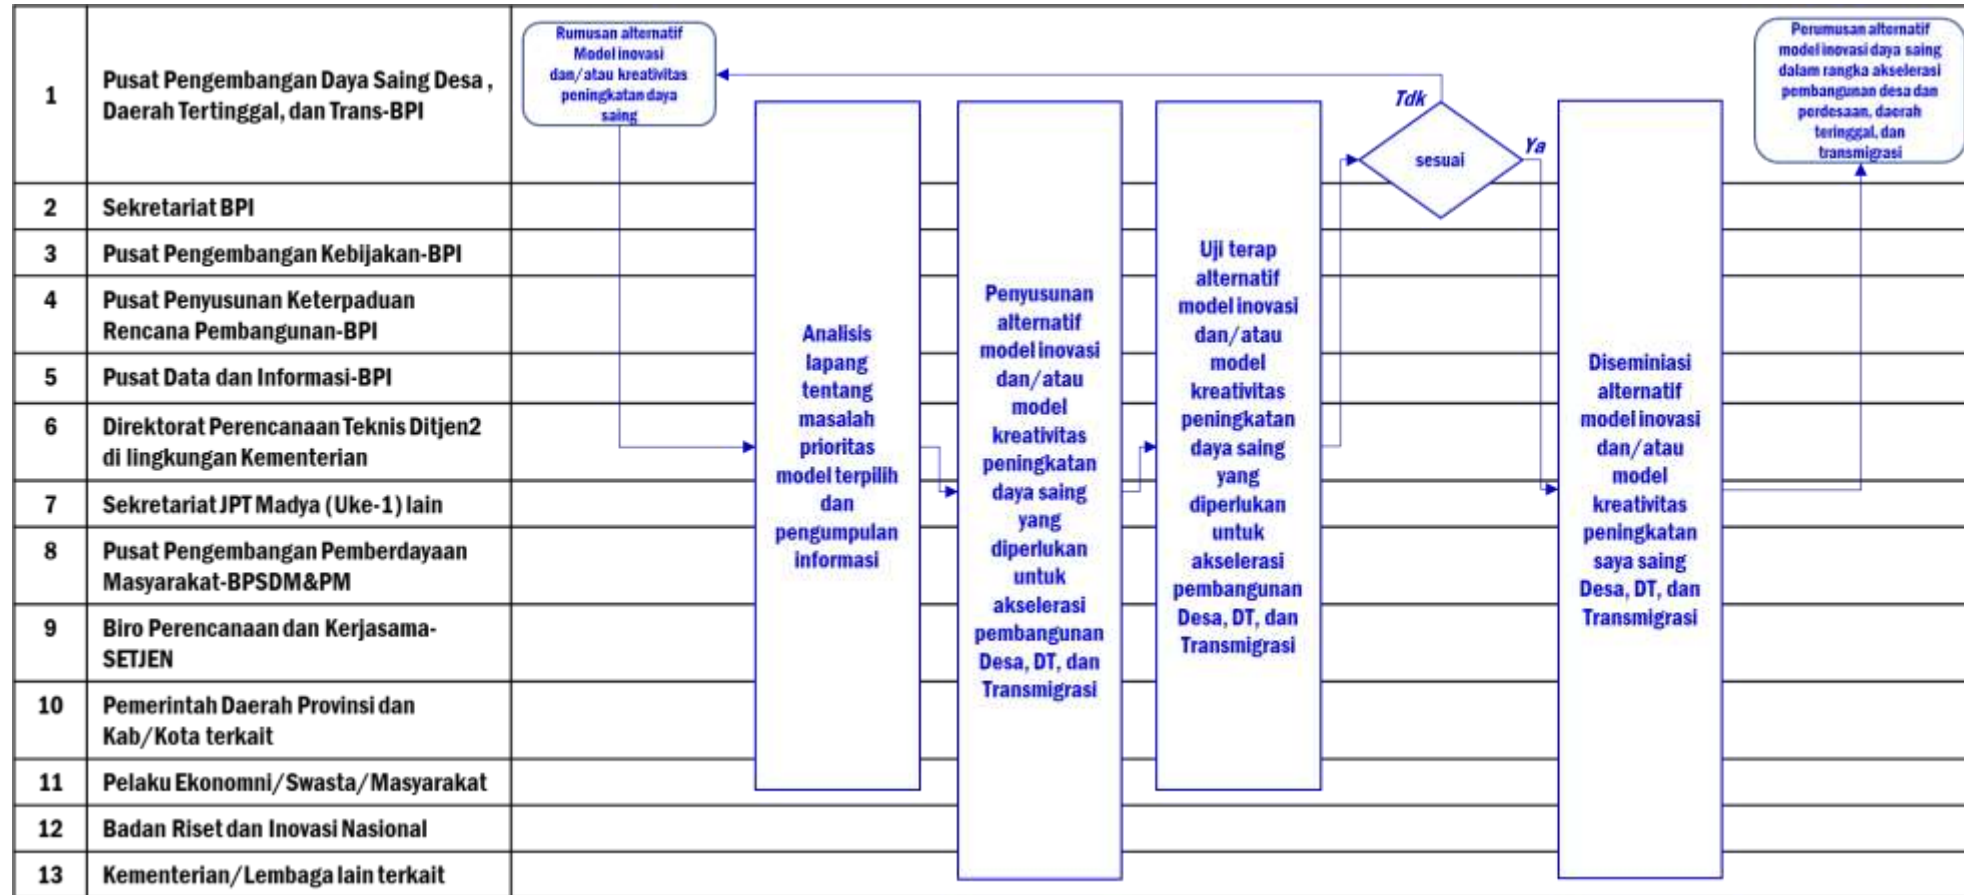 1
Pusat Pengembangan Daya Saing Desa ,
Daerah Tertinggal, dan Trans-BPI
2
Sekretariat BPI
3
Pusat Pengembangan Kebijakan-BPI
4
Pusat Penyusunan Keterpaduan
Rencana Pembangunan-BPI
5
Pusat Data dan Informasi-BPI
6
Direktorat Perencanaan Teknis Ditjen2
di lingkungan Kementerian
7
Sekretariat JPT Madya (Uke-1) lain
8
Pusat Pengembangan Pemberdayaan
Masyarakat-BPSDM&PM
9
Biro Perencanaan dan Kerjasama-
SETJEN
10
Pemerintah Daerah Provinsi dan
Kab/Kota terkait
11
Pelaku Ekonomni/Swasta/Masyarakat
12
Badan Riset dan Inovasi Nasional
13
Kementerian/Lembaga lain terkait
Rumusan alternatif
Model inovasi
dan/atau kreativitas
peningkatan daya
saing
Analisis
lapang
tentang
masalah
prioritas
model terpilih
dan
pengumpulan
informasi
Penyusunan
alternatif
model inovasi
dan/atau
model
kreativitas
peningkatan
daya saing
yang
diperlukan
untuk
akselerasi
pembangunan
Desa, DT, dan
Transmigrasi
Uji terap
alternatif
model inovasi
dan/atau
model
kreativitas
peningkatan
daya saing
yang
diperlukan
untuk
akselerasi
pembangunan
Desa, DT, dan
Transmigrasi
Tdk
sesuai
Ya
Diseminiasi
alternatif
model inovasi
dan/atau
model
kreativitas
peningkatan
saya saing
Desa, DT, dan
Transmigrasi
Perumusan alternatif
model inovasi daya saing
dalam rangka akselerasi
pembangunan desa dan
perdesaan, daerah
teringgal, dan
transmigrasi